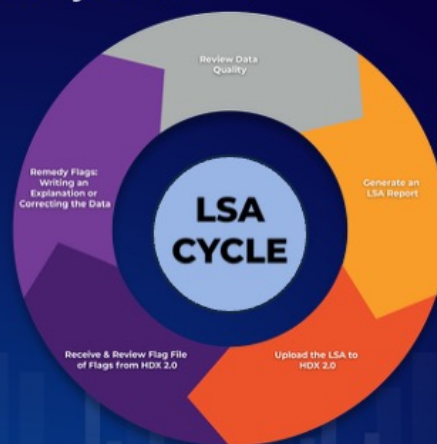 Review Data
Quality
Generate an
LSA Report
Upload the LSA to
HDX 2.0
Receive & Review Flag File
of Flags from HDX 2.0
Remedy Flags:
Writing an
Explanation or
Correcting the Data
LSA
CYCLE